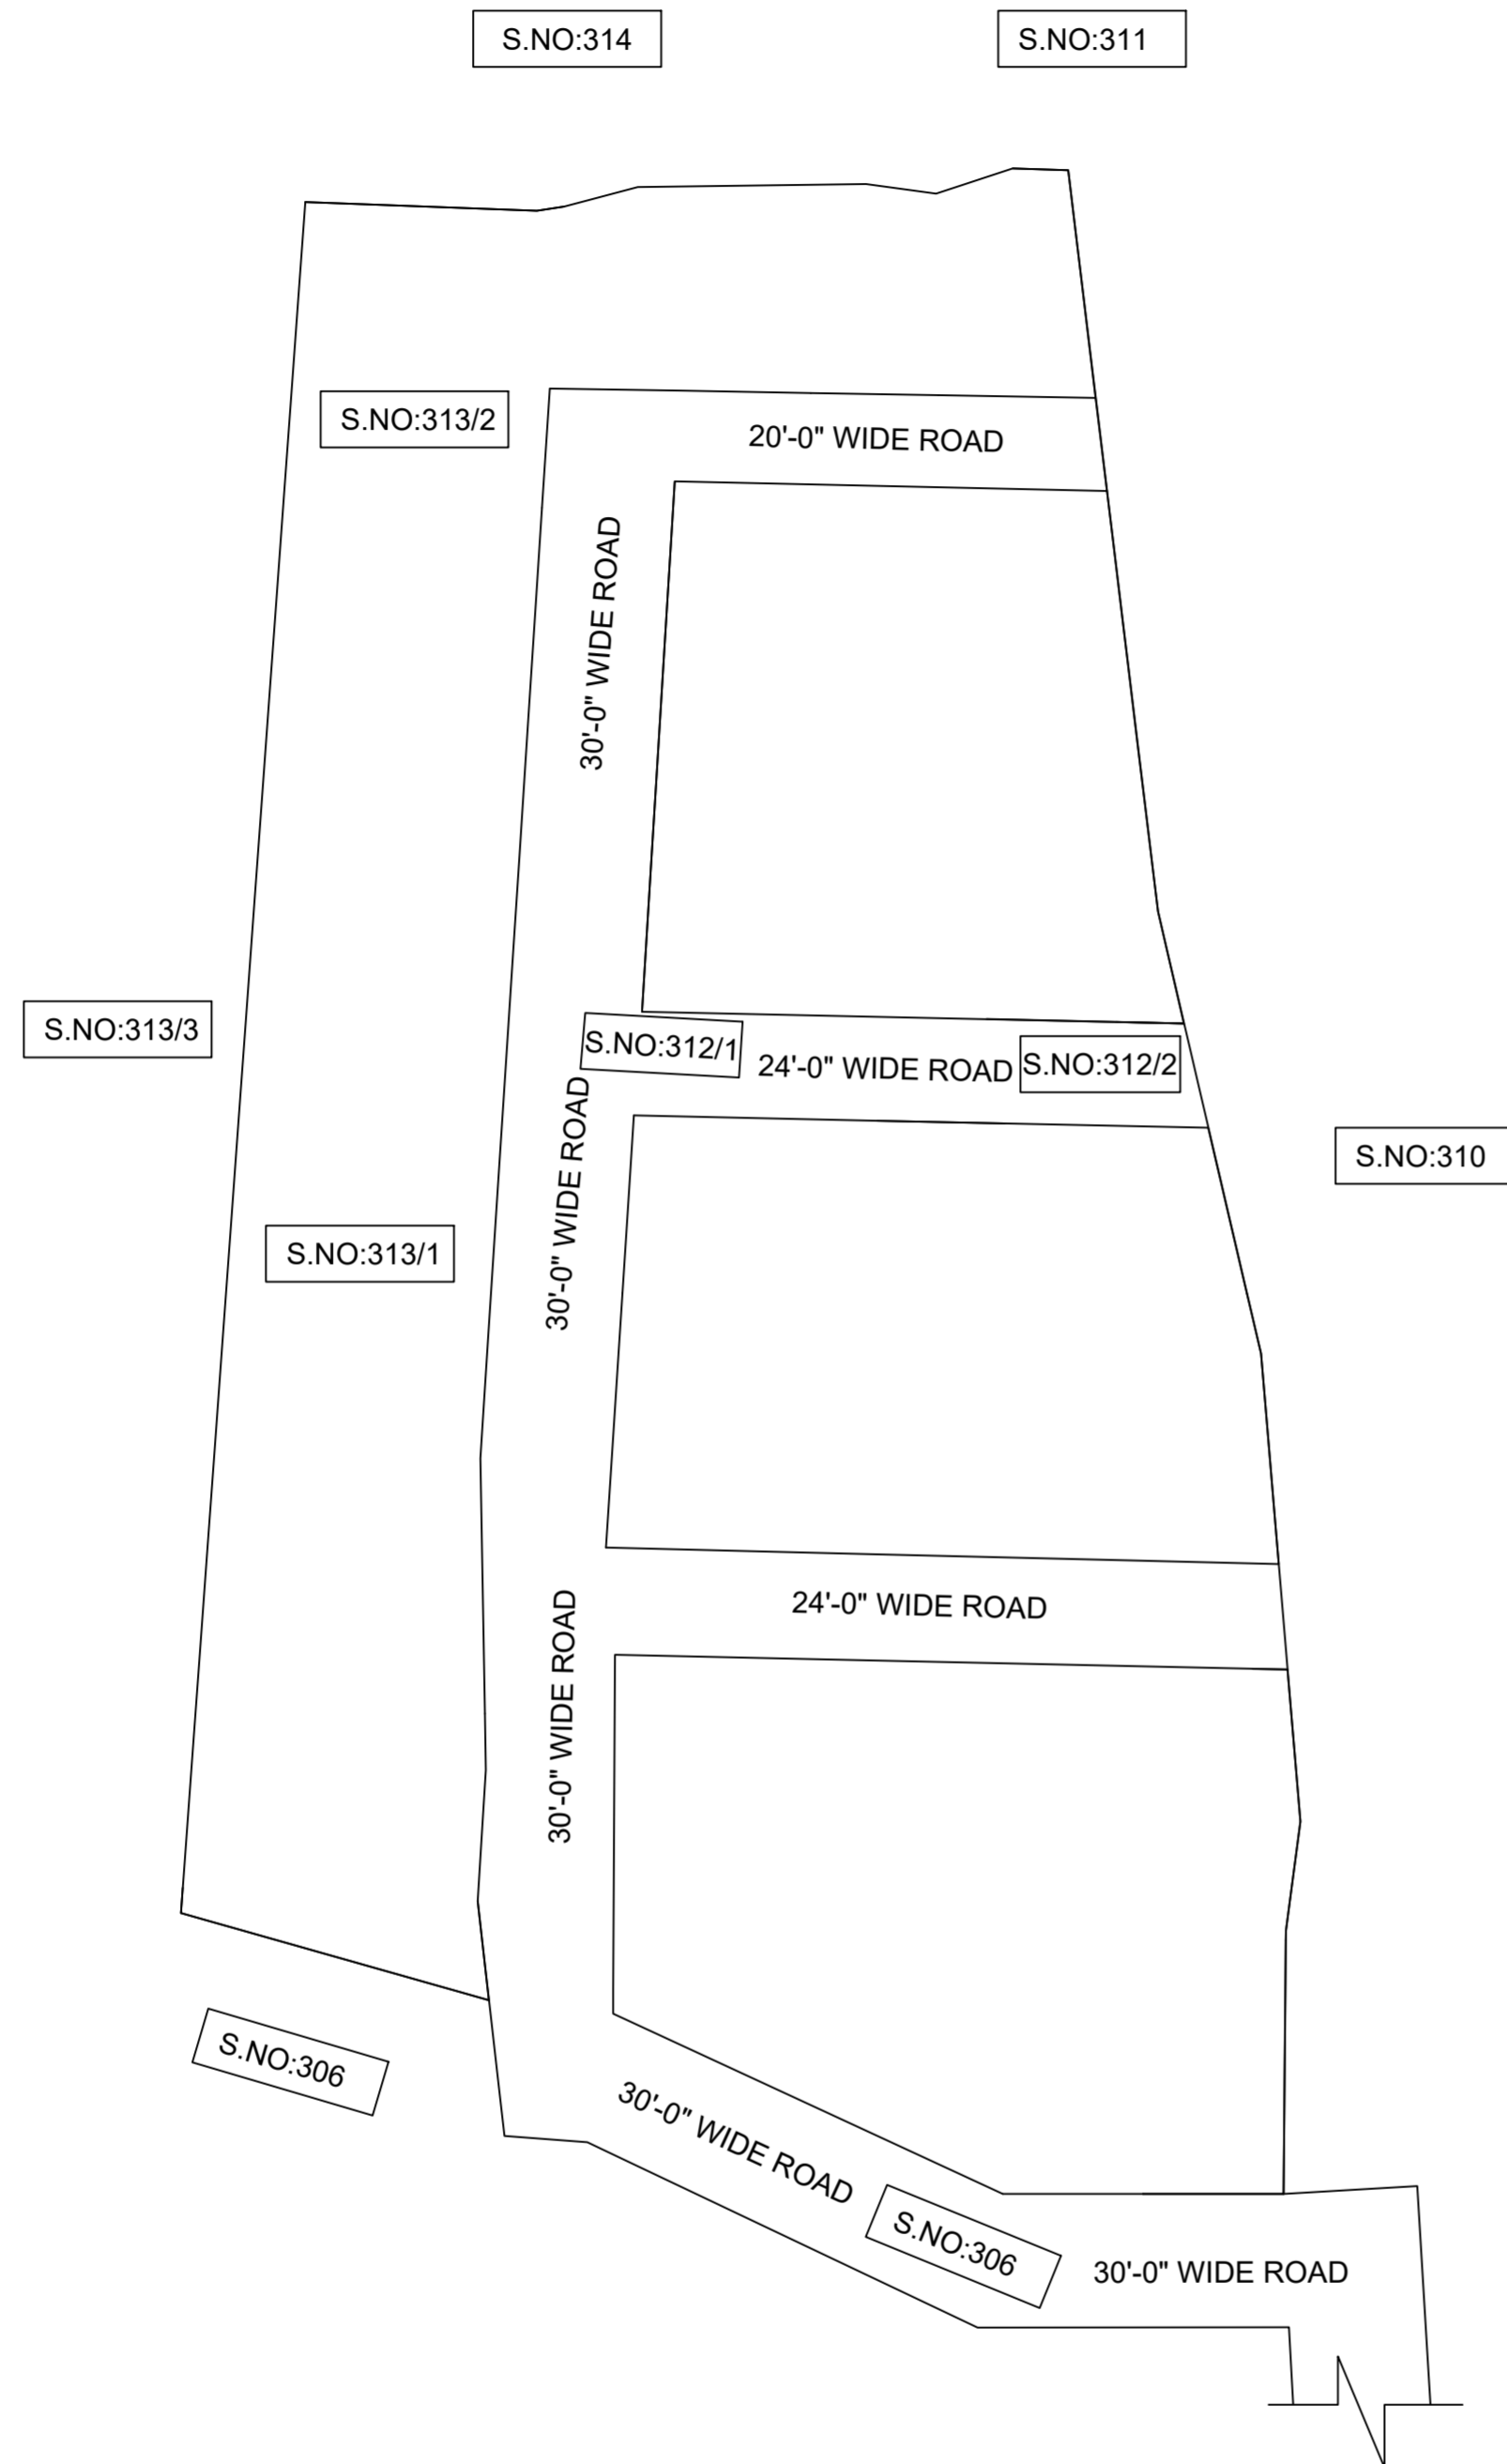 S.NO:314
S.NO:311
S.NO:313/2
20'-0" WIDE ROAD
30'-0" WIDE ROAD
S.NO:313/3
S.NO:312/1
24'-0" WIDE ROAD
S.NO:312/2
S.NO:310
30'-0" WIDE ROAD
S.NO:313/1
24'-0" WIDE ROAD
30'-0" WIDE ROAD
S.NO:306
30'-0" WIDE ROAD
S.NO:306
30'-0" WIDE ROAD